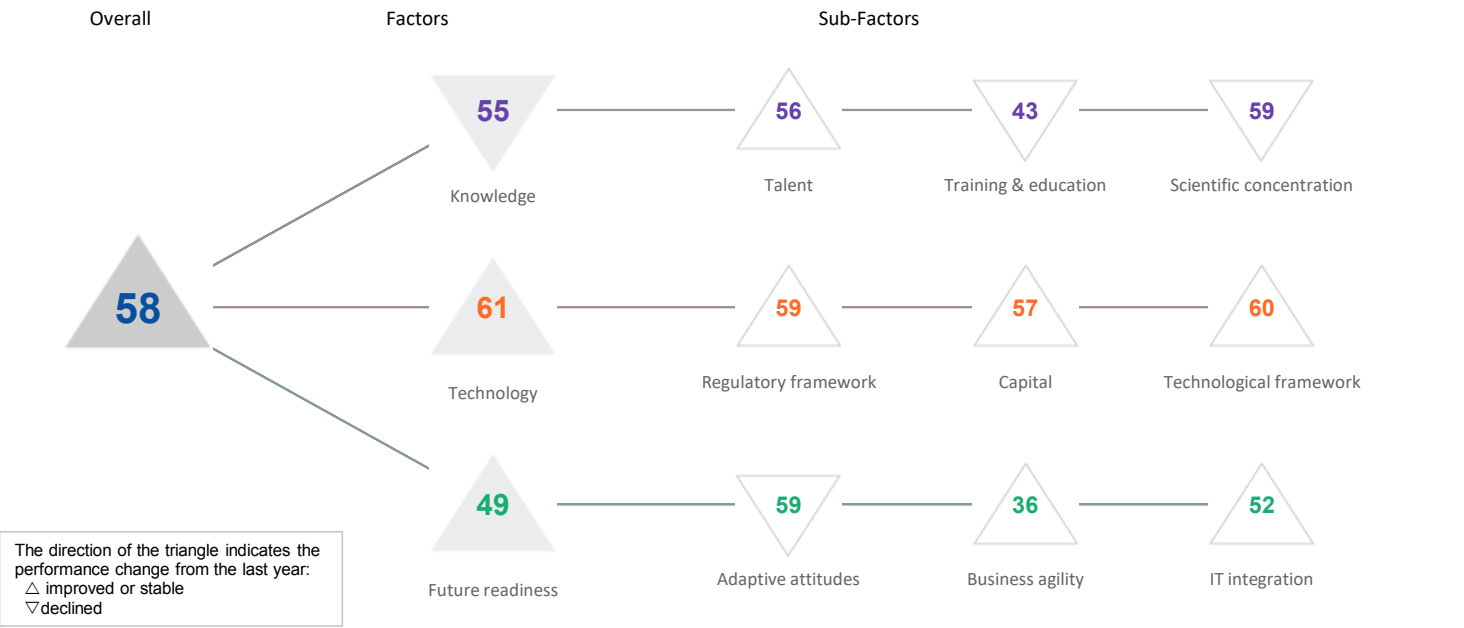 Overall Factors Sub-Factors
55 56 43 59
Knowledge Talent Training & education Scientific concentration
58
61 59 57 60
Technology Regulatory framework Capital Technological framework
49 59 36 52
Future readiness Adaptive attitudes Business agility IT integration
The direction of the triangle indicates the
performance change from the last year:
△ improved or stable
▽declined